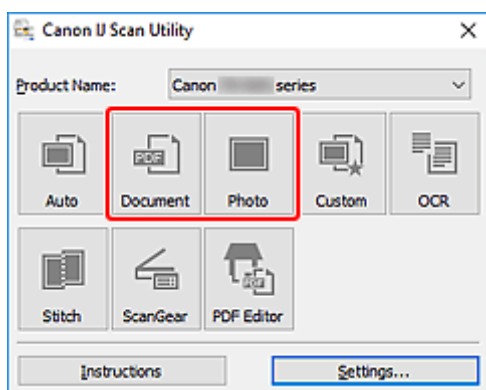 Canon IJ Scan Utility
Product Name: Canon series
Auto Document Photo Custom OCR
PDF
Stitch ScanGear PDF Editor
PDF
Instructions Settings...